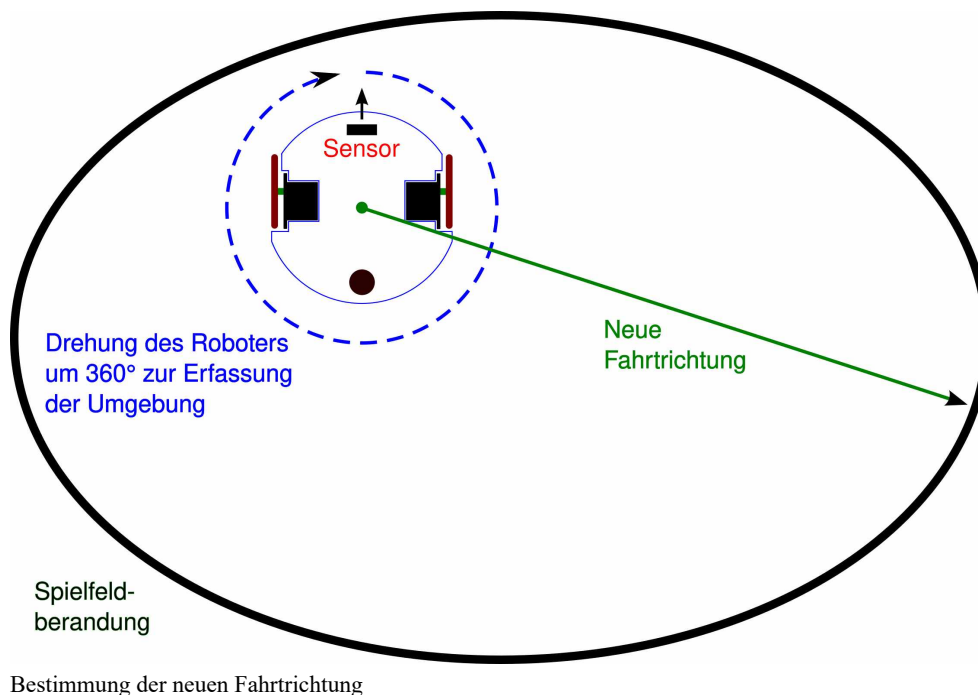 Sensor
Neue
Fahrtrichtung
Drehung des Roboters
um 360° zur Erfassung
der Umgebung
Spielfeld-
berandung
Bestimmung der neuen Fahrtrichtung